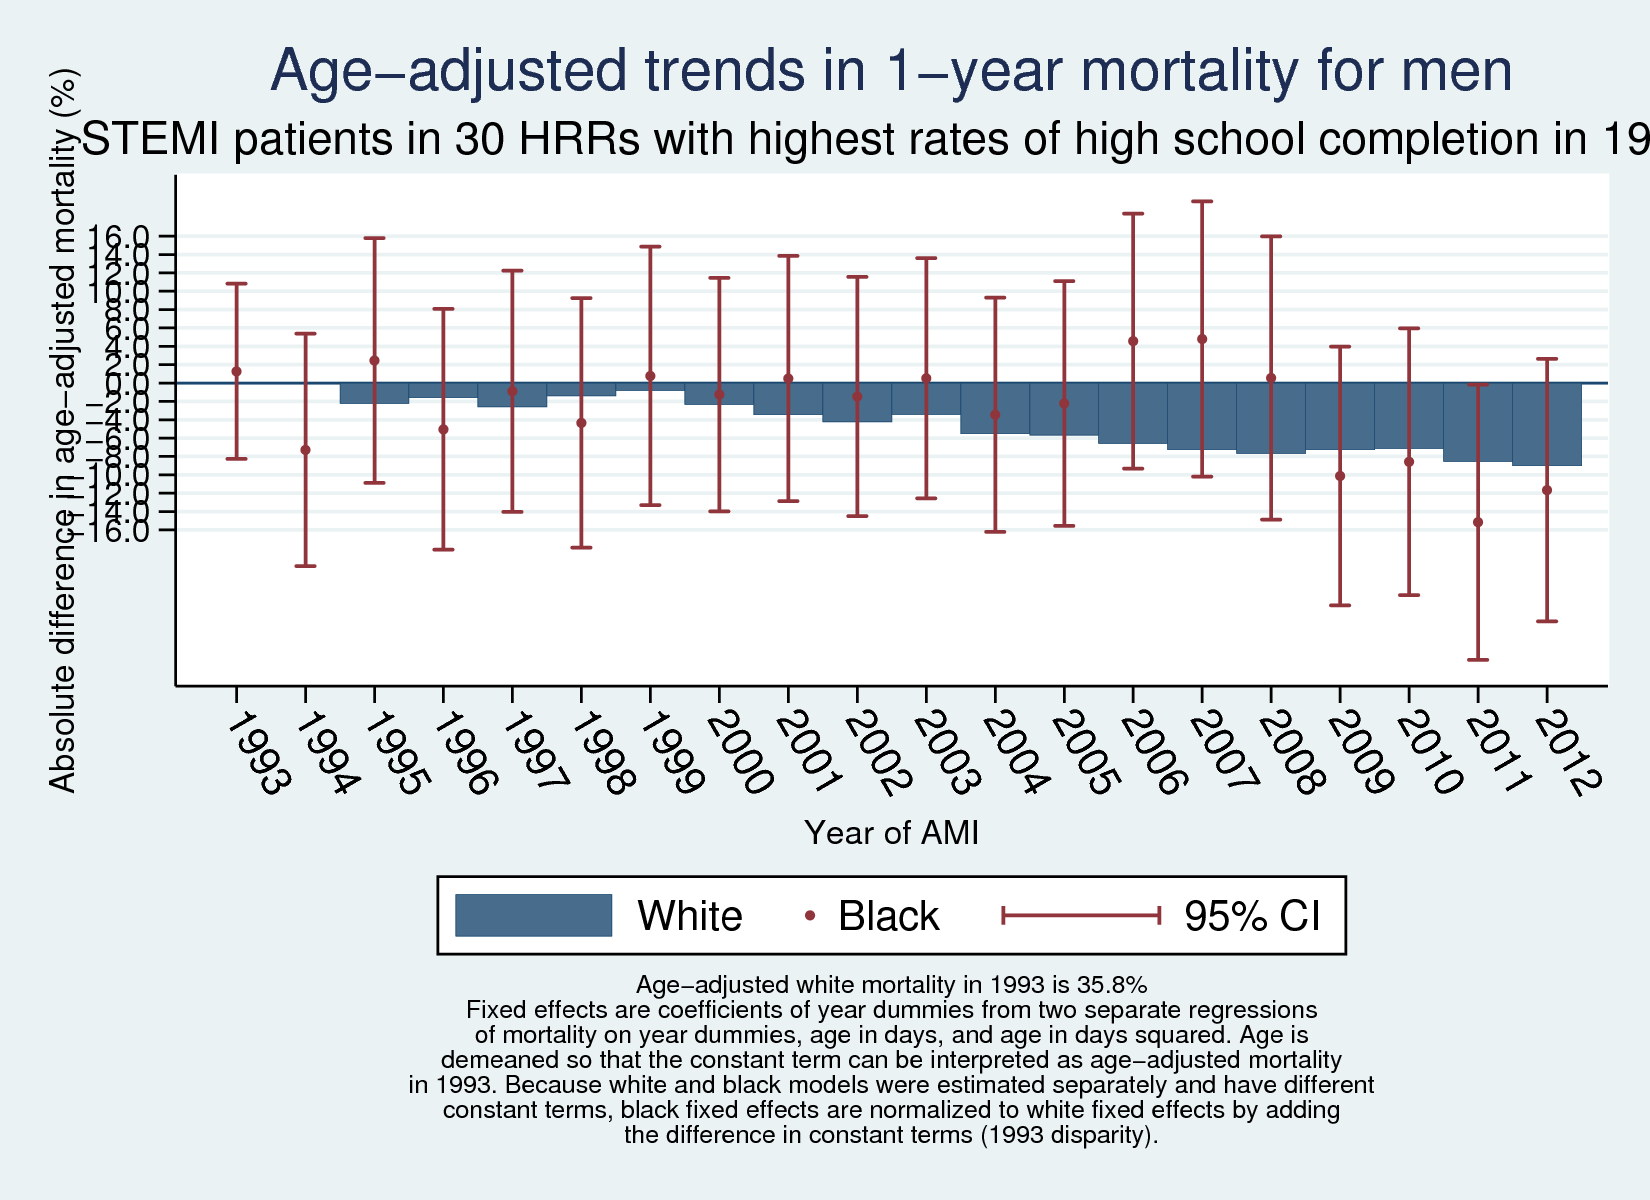 Age−adjusted trends in 1−year mortality for men
STEMI patients in 30 HRRs with highest rates of high school completion in 19
Absolute difference in age−adjusted mortality (%)
16.0
14.0
12.0
10.0
8.0
6.0
4.0
2.0
0.0
−2.0
−4.0
−6.0
−8.0
−10.0
−12.0
−14.0
−16.0
1993
1994
1995
1996
1997
1998
1999
2000
2001
2002
2003
2004
2005
2006
2007
2008
2009
2010
2011
2012
Year of AMI
White
Black
95% CI
Age−adjusted white mortality in 1993 is 35.8%
Fixed effects are coefficients of year dummies from two separate regressions
of mortality on year dummies, age in days, and age in days squared. Age is
demeaned so that the constant term can be interpreted as age−adjusted mortality
in 1993. Because white and black models were estimated separately and have different
constant terms, black fixed effects are normalized to white fixed effects by adding
the difference in constant terms (1993 disparity).